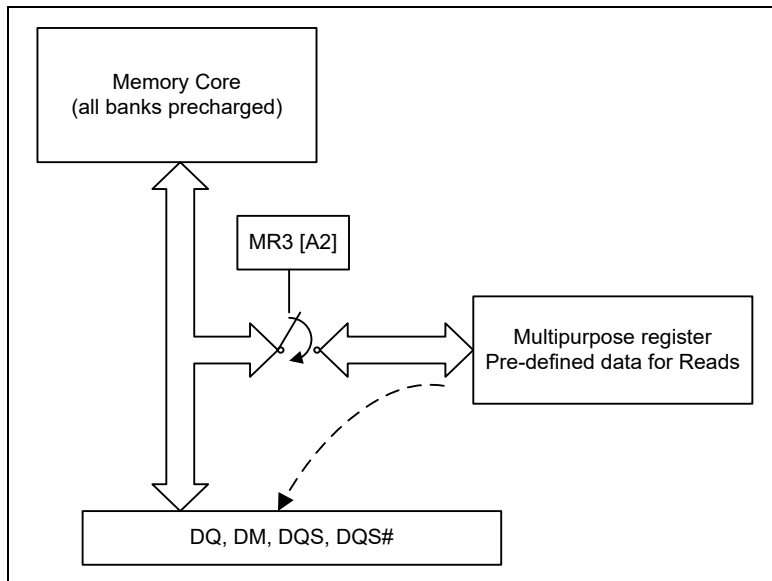 Memory Core
(all banks precharged)
MR3 [A2]
Multipurpose register
Pre-defined data for Reads
DQ, DM, DQS, DQS#